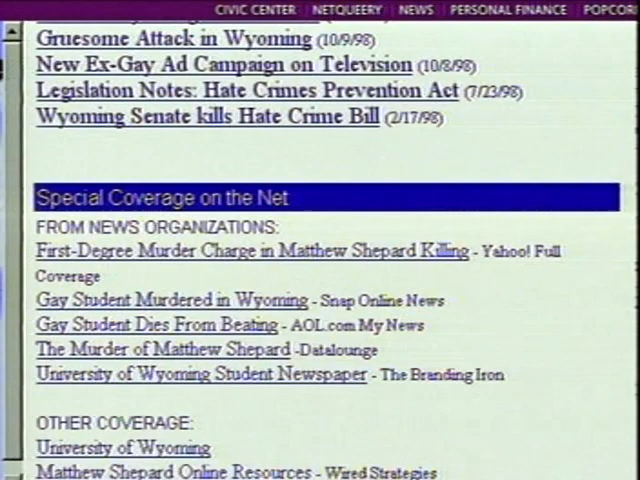 CIVIC CENTER NETQUEERY NEWS PERSONAL FINANCE
Gruesome Attack in Wyoming (10/9/98)
New Ex-Gay Ad Campaign on Television (10/8/98)
Legislation Notes: Hate Crimes Prevention Act (7/23/98)
Wyoming Senate kills Hate Crime Bill (2/17/98)
Special Coverage on the Net
FROM NEWS ORGANIZATIONS:
First-Degree Murder Charge in Matthew Shepard Killing - Yahoo! Full
Coverage
Gay Student Murdered in Wyoming - Snap Online News
Gay Student Dies From Beating - AOL.com My News
The Murder of Matthew Shepard -Datalounge
University of Wyoming Student Newspaper - The Branding Iron
OTHER COVERAGE:
University of Wyoming
Matthew Shepard Online Resources - Wired Strategies